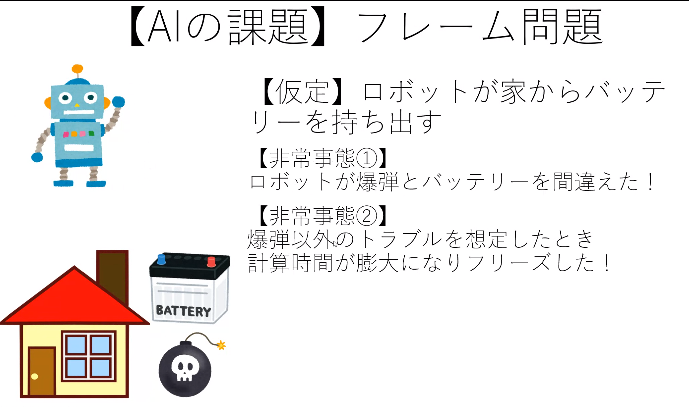 【AIの課題】フレーム問題
【仮定】ロボットが家からバッテ
リーを持ち出す
【非常事態①】
ロボットが爆弾とバッテリーを間違えた！
【非常事態②】
爆弾以外のトラブルを想定したとき
計算時間が膨大になりフリーズした！
BATTERY